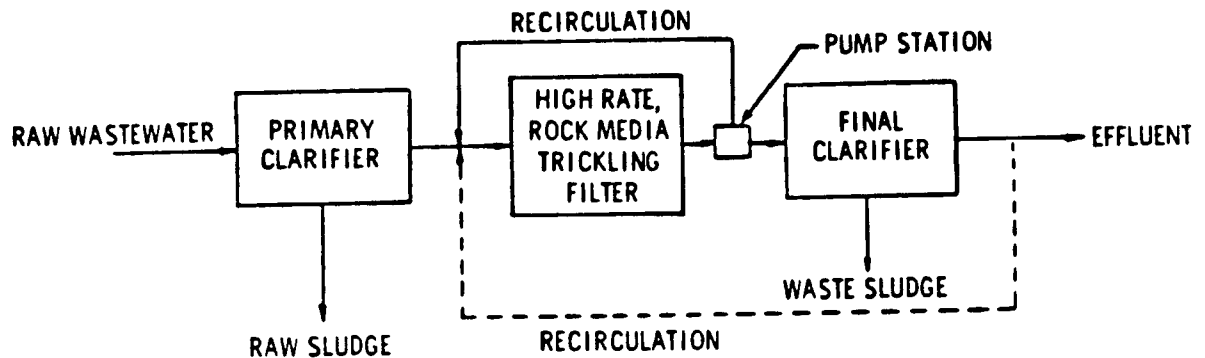 RECIRCULATION
PUMP STATION
RAW WASTEWATER
PRIMARY
CLARIFIER
HIGH RATE,
ROCK MEDIA
TRICKLING
FILTER
FINAL
CLARIFIER
EFFLUENT
WASTE SLUDGE
RAW SLUDGE
RECIRCULATION